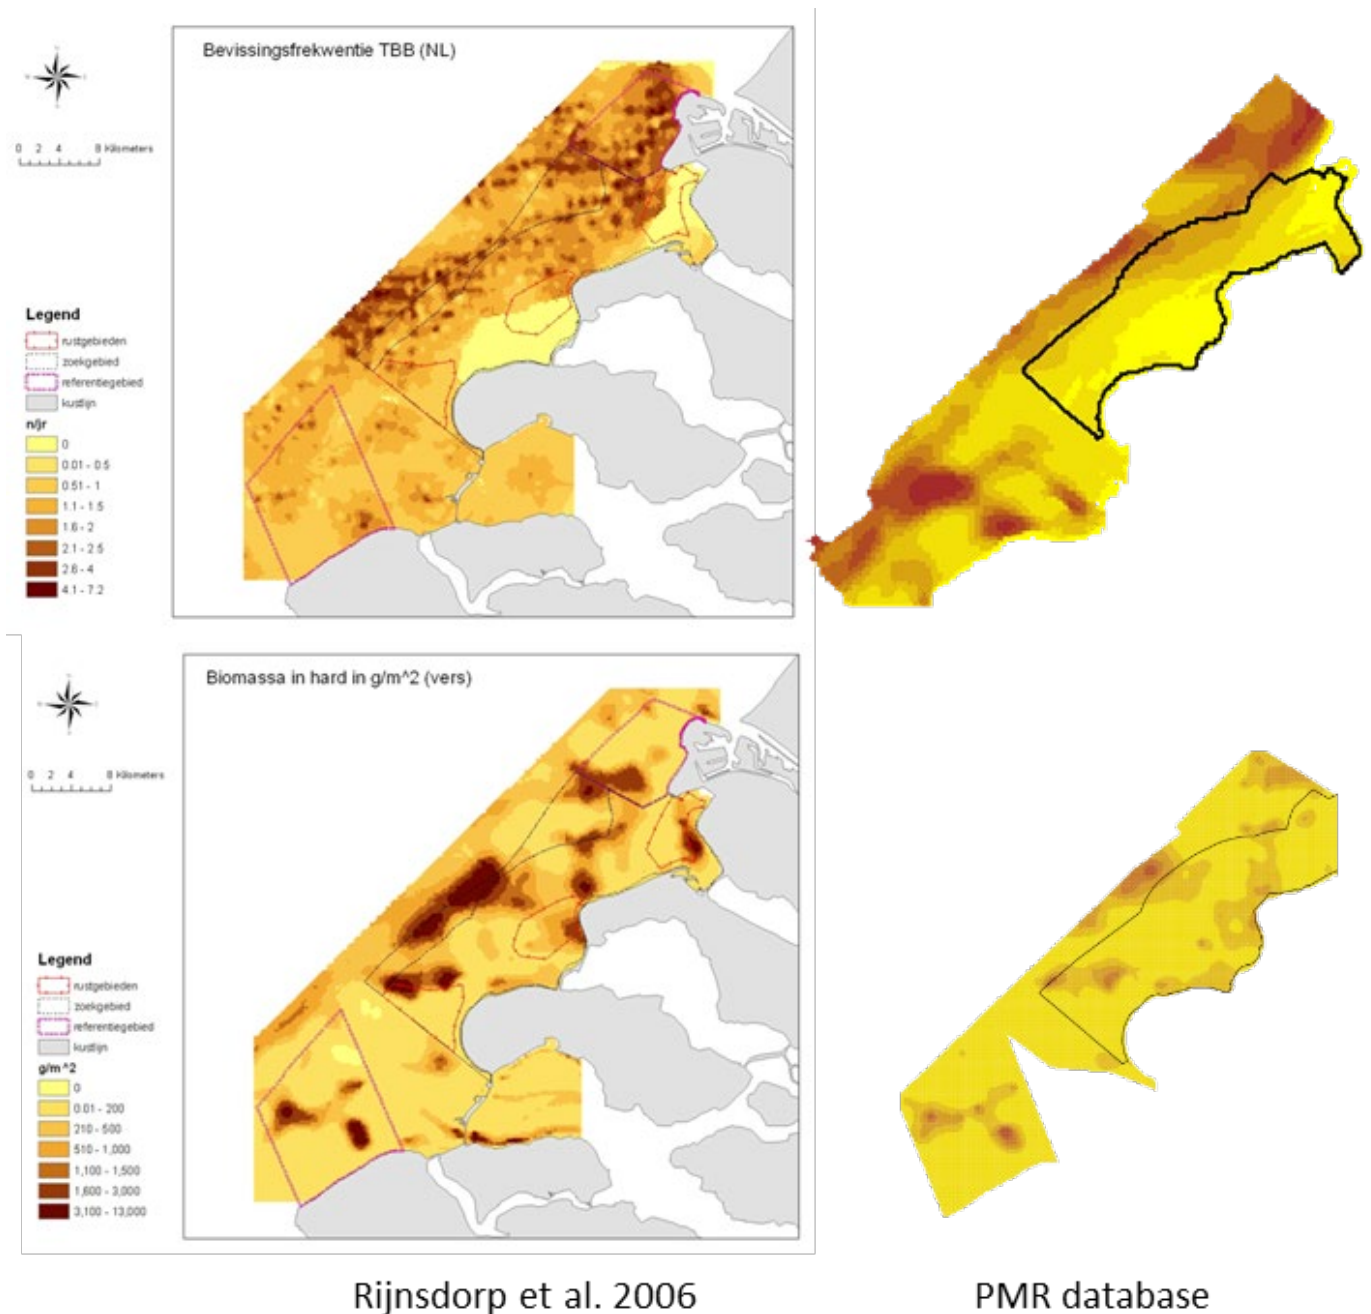 Bevissingsfrekwentie TBB (NL)
0 2 4 8 Kilometers
Legend
rustgebieden
zoekgebied
referentiegebied
kustlijn
n/jr
0
0.01 - 0.5
0.51 - 1
1.1 - 1.5
1.6 - 2
2.1 - 2.5
2.6 - 4
4.1 - 7.2
Biomassa in hard in g/m^2 (vers)
0 2 4 8 Kilometers
Legend
rustgebieden
zoekgebied
referentiegebied
kustlijn
g/m^2
0
0.01 - 200
210 - 500
510 - 1,000
1,100 - 1,500
1,600 - 3,000
3,100 - 13,000
Rijnsdorp et al. 2006
PMR database